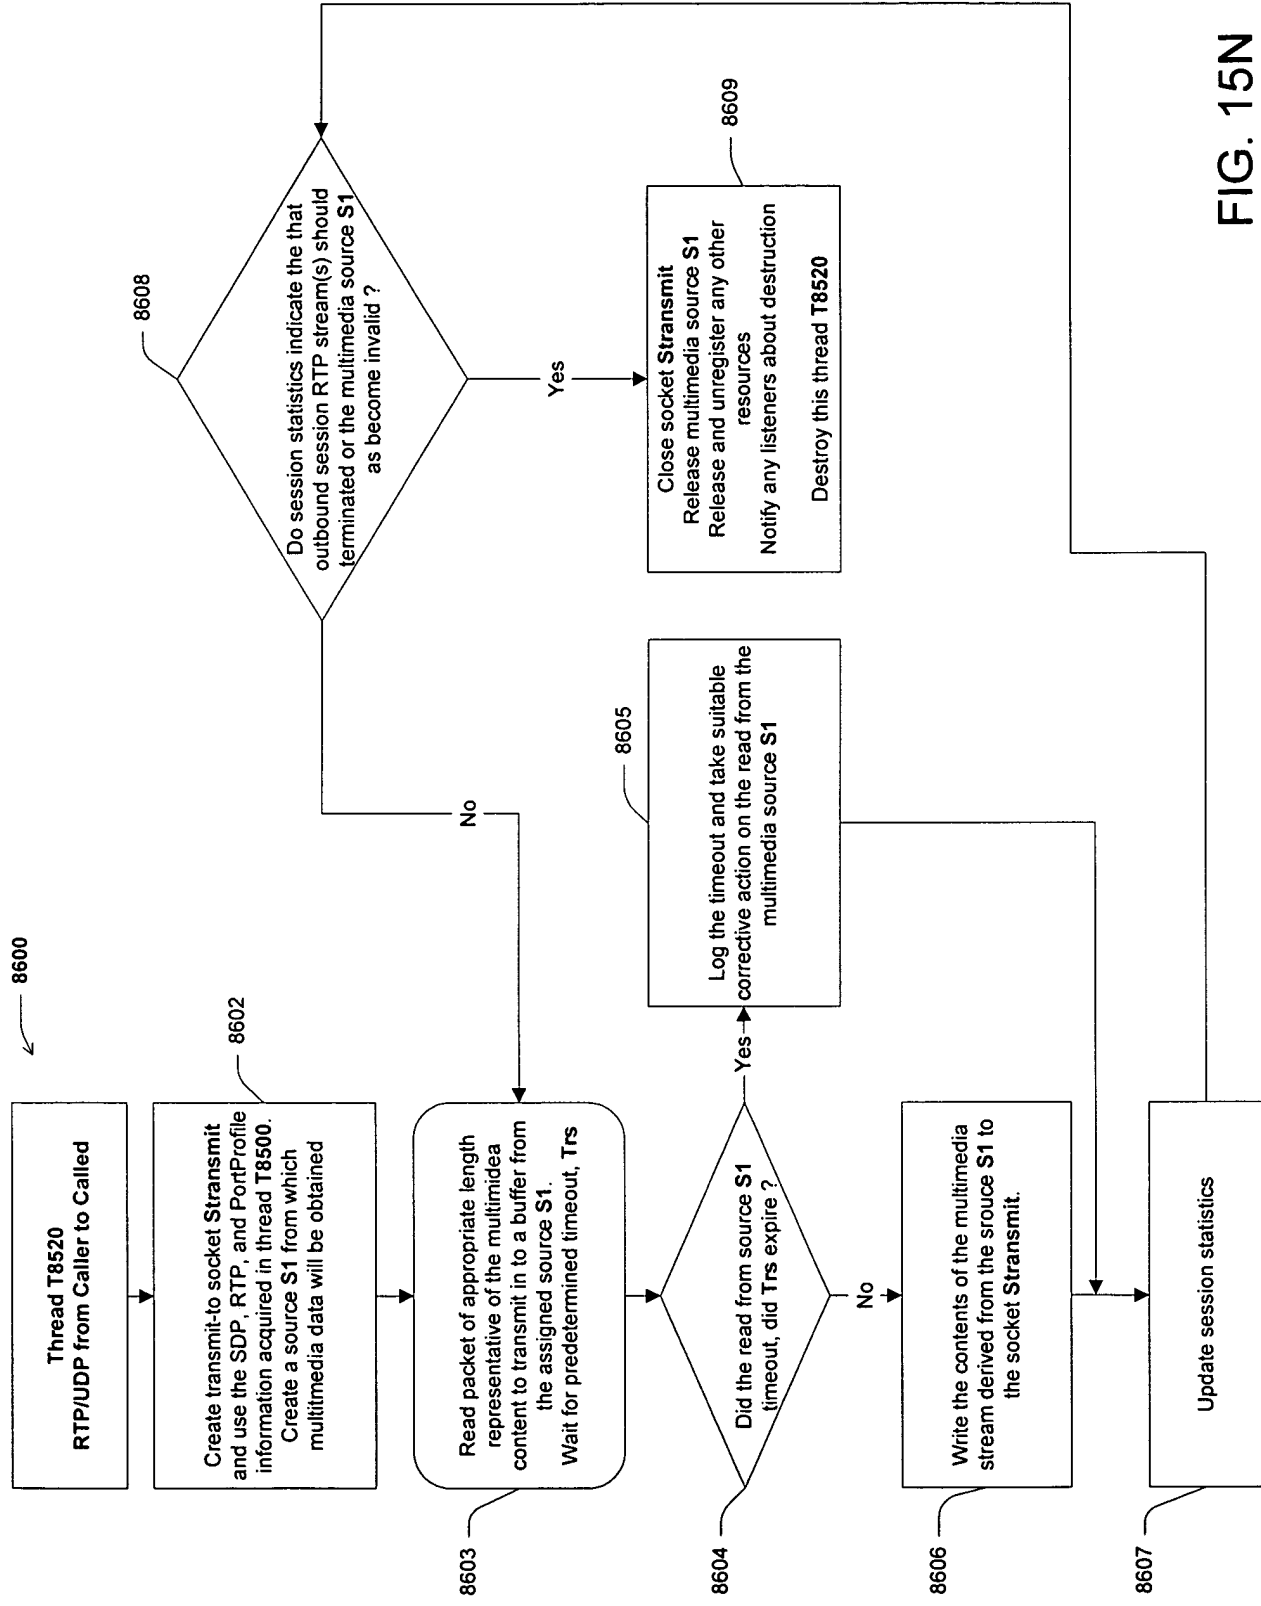 8600
Thread T8520
RTP/UDP from Caller to Called
8602
Create transmit-to socket Stransmit
and use the SDP, RTP, and PortProfile
information acquired in thread T8500.
Create a source S1 from which
multitmedia data will be obtained
8603
Read packet of appropriate length
representative of the multimidea
content to transmit in to a buffer from
the assigned source S1.
Wait for predetermined timeout, Trs
8604
Did the read from source S1
timeout, did Trs expire ?
Yes
8605
Log the timeout and take suitable
corrective action on the read from the
multimedia source S1
No
8606
Write the contents of the multimedia
stream derived from the srouce S1 to
the socket Stransmit.
8607
Update session statistics
8608
Do session statistics indicate the that
outbound session RTP stream(s) should
terminated or the multimedia source S1
as become invalid ?
No
Yes
8609
Close socket Stransmit
Release multimedia source S1
Release and unregister any other
resources
Notify any listeners about destruction
Destroy this thread T8520
FIG. 15N